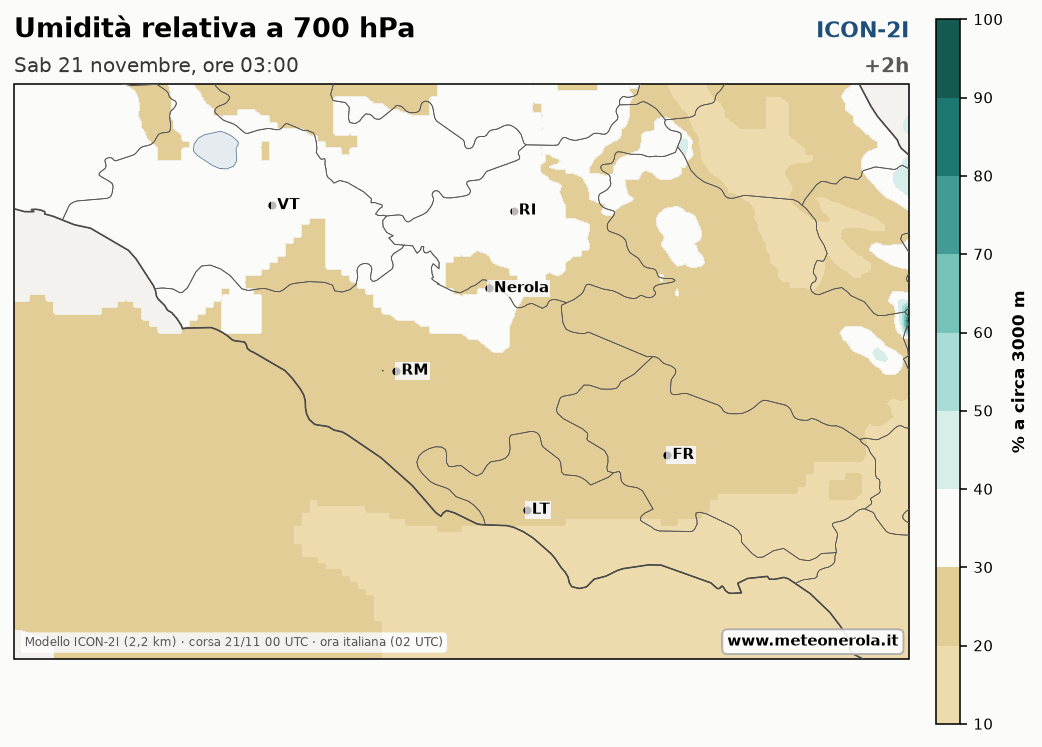 Umidità relativa a 700 hPa
ICON-2I
Sab 21 novembre, ore 03:00
+2h
100
90
80
70
60
50
40
30
20
10
% a circa 3000 m
VT
RI
Nerola
RM
FR
LT
Modello ICON-2I (2,2 km) · corsa 21/11 00 UTC · ora italiana (02 UTC)
www.meteonerola.it